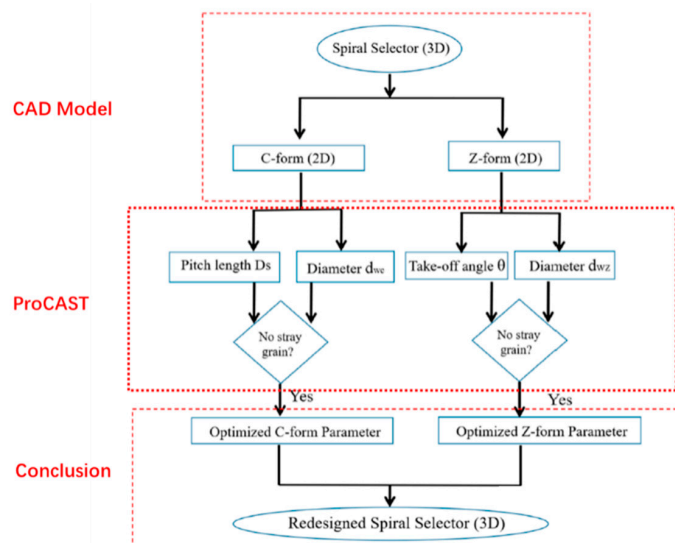 Spiral Selector (3D)
CAD Model
C-form (2D)
Z-form (2D)
Pitch length Ds
Diameter dwe
Take-off angle θ
Diameter dwz
ProCAST
No stray
grain?
No stray
grain?
Yes
Yes
Optimized C-form Parameter
Optimized Z-form Parameter
Conclusion
Redesigned Spiral Selector (3D)